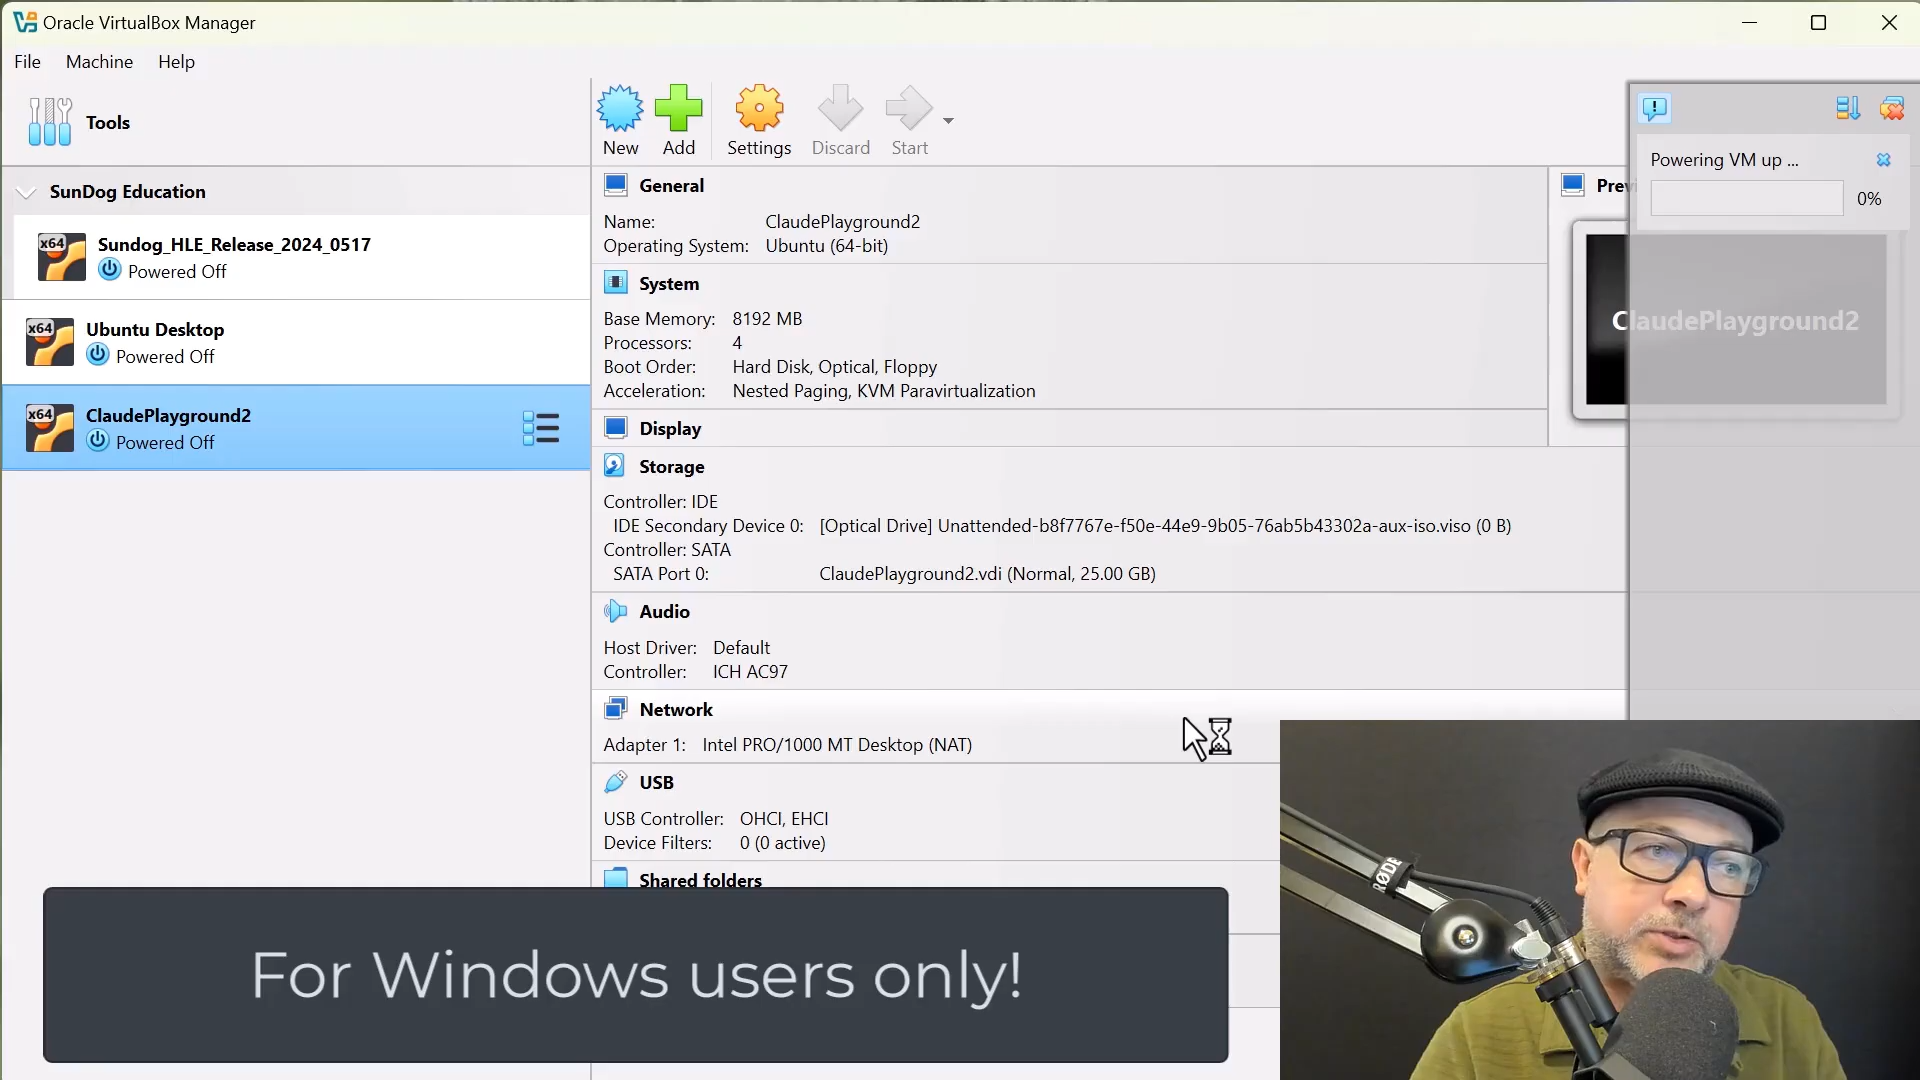 Oracle VirtualBox Manager
File Machine Help
Tools
New Add Settings Discard Start
SunDog Education
x64 Sundog_HLE_Release_2024_0517
Powered Off
x64 Ubuntu Desktop
Powered Off
x64 ClaudePlayground2
Powered Off
General
Name: ClaudePlayground2
Operating System: Ubuntu (64-bit)
System
Base Memory: 8192 MB
Processors: 4
Boot Order: Hard Disk, Optical, Floppy
Acceleration: Nested Paging, KVM Paravirtualization
Display
Storage
Controller: IDE
IDE Secondary Device 0: [Optical Drive] Unattended-b8f7767e-f50e-44e9-9b05-76ab5b43302a-aux-iso.viso (0 B)
Controller: SATA
SATA Port 0: ClaudePlayground2.vdi (Normal, 25.00 GB)
Audio
Host Driver: Default
Controller: ICH AC97
Network
Adapter 1: Intel PRO/1000 MT Desktop (NAT)
USB
USB Controller: OHCI, EHCI
Device Filters: 0 (0 active)
Shared folders
Previ
ClaudePlayground2
Powering VM up ...
0%
RØDE
For Windows users only!